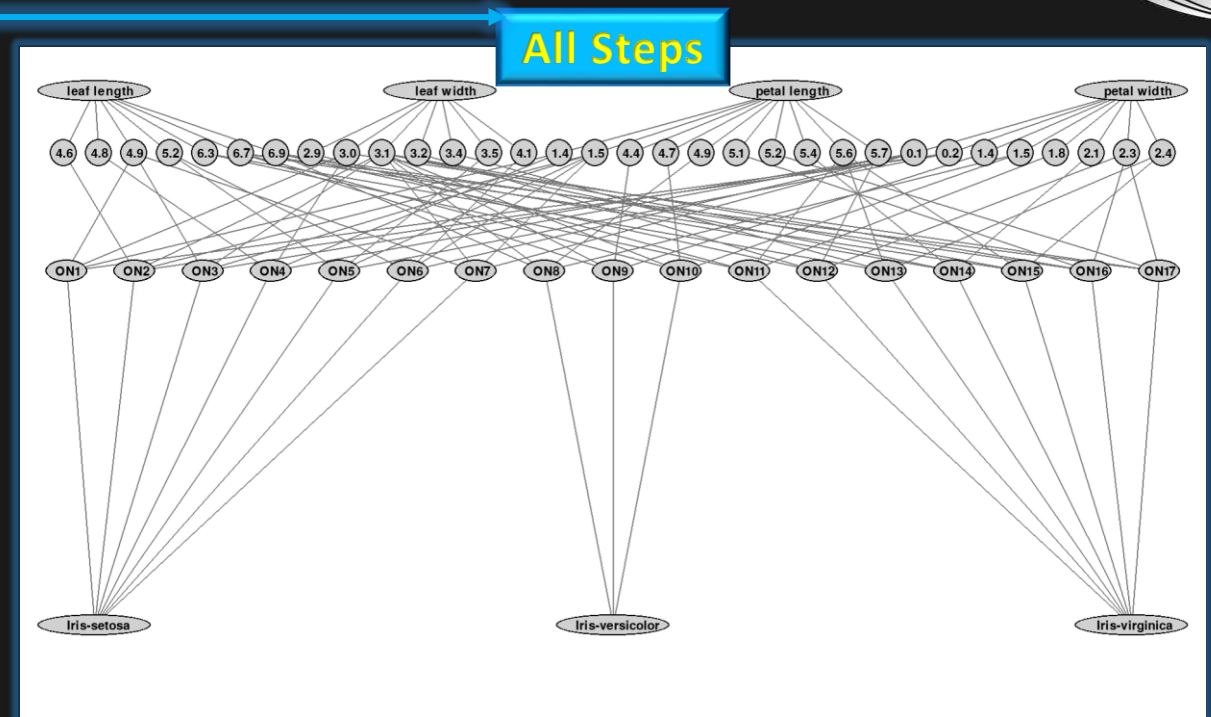 All Steps
leaf length leaf width petal length petal width
4.6 4.8 4.9 5.2 6.3 6.7 6.9 2.9 3.0 3.1 3.2 3.4 3.5 4.1 1.4 1.5 4.4 4.7 4.9 5.1 5.2 5.4 5.6 5.7 0.1 0.2 1.4 1.5 1.8 2.1 2.3 2.4
ON1 ON2 ON3 ON4 ON5 ON6 ON7 ON8 ON9 ON10 ON11 ON12 ON13 ON14 ON15 ON16 ON17
Iris-setosa Iris-versicolor Iris-virginica